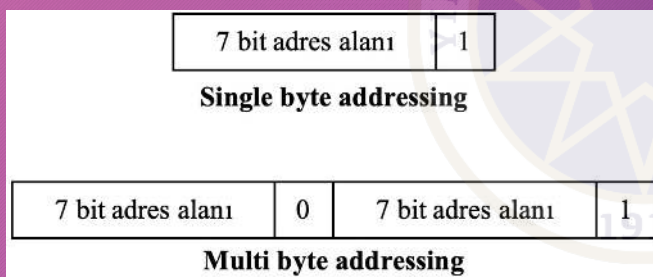 7 bit adres alanı 1
Single byte addressing
7 bit adres alanı 0 7 bit adres alanı 1
Multi byte addressing